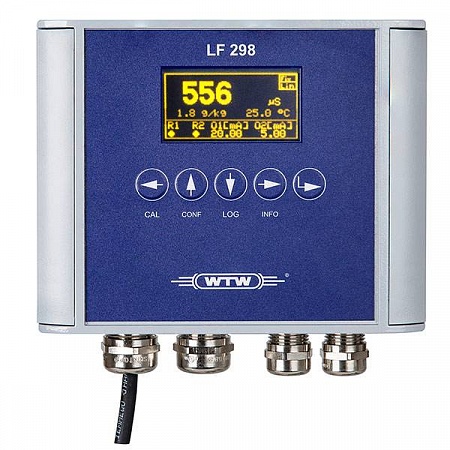 LF 298
556 µS
1.8 g/kg 25.0 °C
R1 R2 O1[mA] O2[mA]
20.00 5.00
CAL CONF LOG INFO
WTW ®